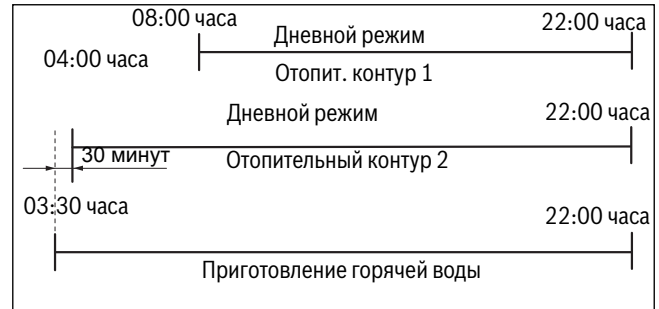 08:00 часа
22:00 часа
Дневной режим
04:00 часа
Отопит. контур 1
Дневной режим
22:00 часа
30 минут
Отопительный контур 2
03:30 часа
22:00 часа
Приготовление горячей воды